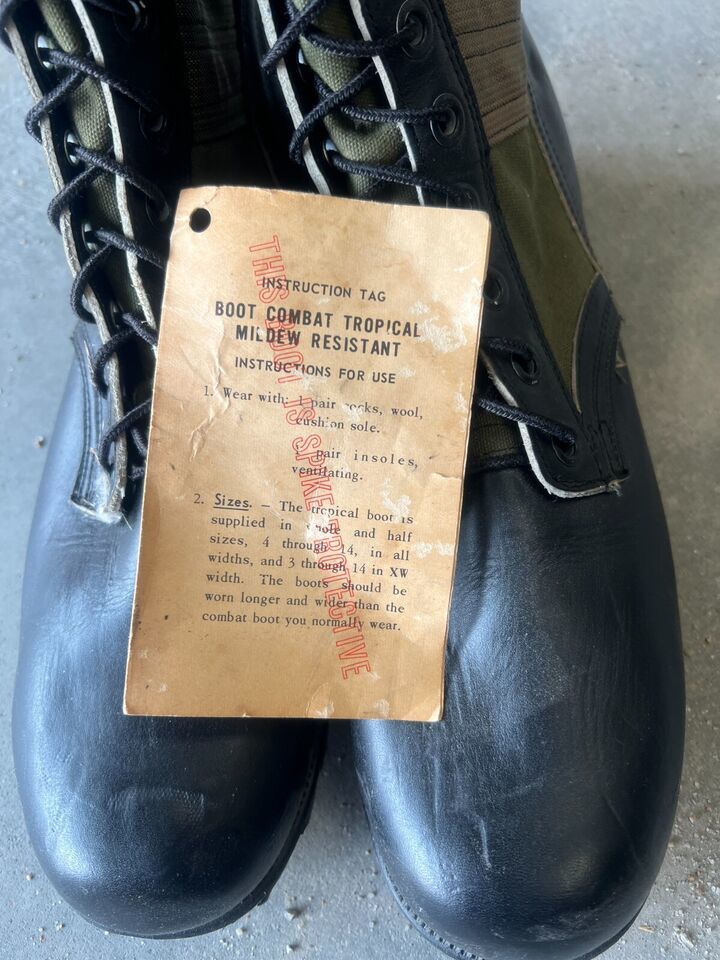 INSTRUCTION TAG
BOOT COMBAT TROPICAL
MILDEW RESISTANT
INSTRUCTIONS FOR USE
1. Wear with: pair socks, wool,
cushion sole.
pair insoles,
ventilating.
2. Sizes. – The tropical boot is
supplied in whole and half
sizes, 4 through 14, in all
widths, and 3 through 14 in XW
width. The boots should be
worn longer and wider than the
combat boot you normally wear.
THIS BOOT IS SPIKE PROTECTIVE